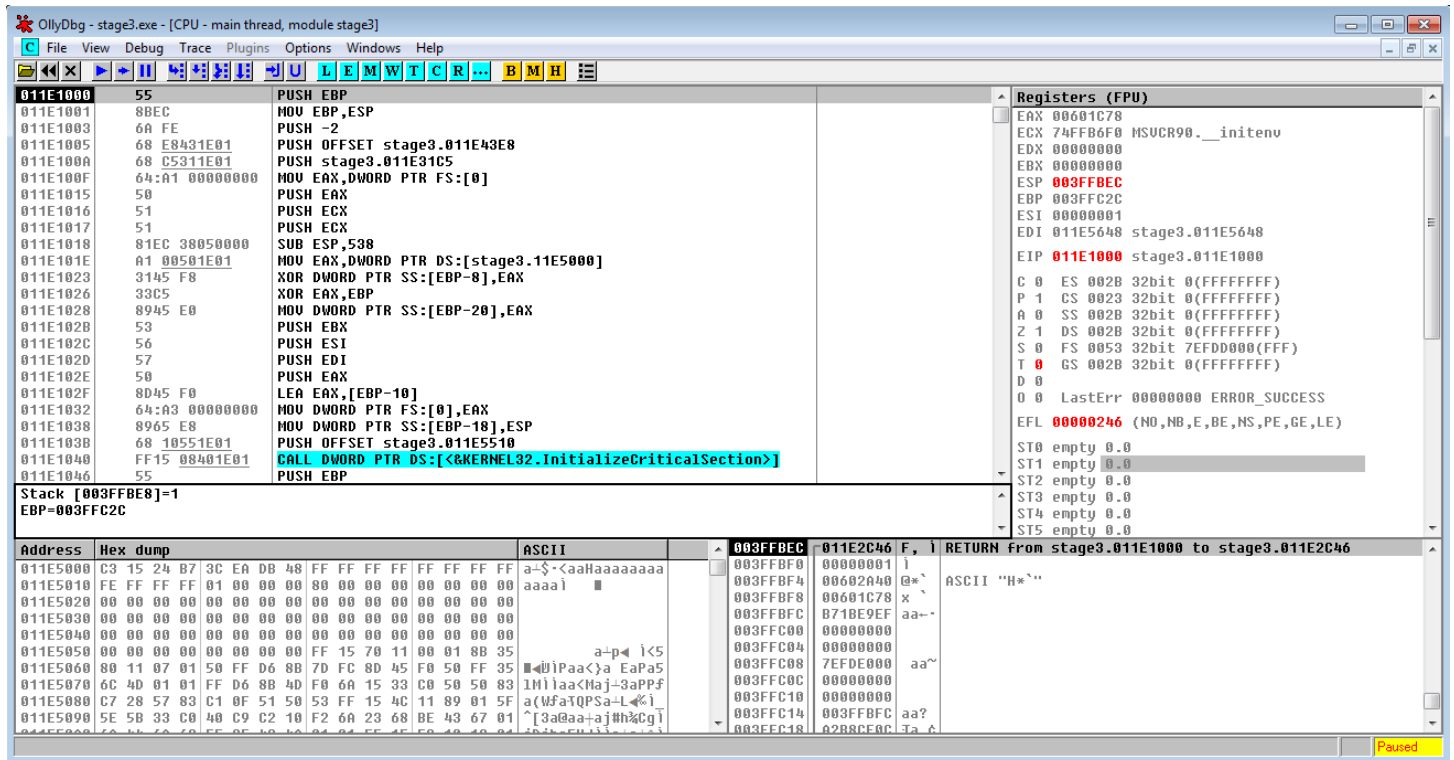 OllyDbg - stage3.exe - [CPU - main thread, module stage3]
C File View Debug Trace Plugins Options Windows Help
L E M W T C R ... B M H
011E1000 55 PUSH EBP
011E1001 8BEC MOV EBP,ESP
011E1003 6A FE PUSH -2
011E1005 68 E8431E01 PUSH OFFSET stage3.011E43E8
011E100A 68 C5311E01 PUSH stage3.011E31C5
011E100F 64:A1 00000000 MOV EAX,DWORD PTR FS:[0]
011E1015 50 PUSH EAX
011E1016 51 PUSH ECX
011E1017 51 PUSH ECX
011E1018 81EC 38050000 SUB ESP,538
011E101E A1 00501E01 MOV EAX,DWORD PTR DS:[stage3.11E5000]
011E1023 3145 F8 XOR DWORD PTR SS:[EBP-8],EAX
011E1026 33C5 XOR EAX,EBP
011E1028 8945 E0 MOV DWORD PTR SS:[EBP-20],EAX
011E102B 53 PUSH EBX
011E102C 56 PUSH ESI
011E102D 57 PUSH EDI
011E102E 50 PUSH EAX
011E102F 8D45 F0 LEA EAX,[EBP-10]
011E1032 64:A3 00000000 MOV DWORD PTR FS:[0],EAX
011E1038 8965 E8 MOV DWORD PTR SS:[EBP-18],ESP
011E103B 68 10551E01 PUSH OFFSET stage3.011E5510
011E1040 FF15 08401E01 CALL DWORD PTR DS:[<&KERNEL32.InitializeCriticalSection>]
011E1046 55 PUSH EBP
Stack [003FFBE8]=1
EBP=003FFC2C
Registers (FPU)
EAX 00601C78
ECX 74FFB6F0 MSVCR90.__initenv
EDX 00000000
EBX 00000000
ESP 003FFBEC
EBP 003FFC2C
ESI 00000001
EDI 011E5648 stage3.011E5648
EIP 011E1000 stage3.011E1000
C 0 ES 002B 32bit 0(FFFFFFFF)
P 1 CS 0023 32bit 0(FFFFFFFF)
A 0 SS 002B 32bit 0(FFFFFFFF)
Z 1 DS 002B 32bit 0(FFFFFFFF)
S 0 FS 0053 32bit 7EFDD000(FFF)
T 0 GS 002B 32bit 0(FFFFFFFF)
D 0
O 0 LastErr 00000000 ERROR_SUCCESS
EFL 00000246 (NO,NB,E,BE,NS,PE,GE,LE)
ST0 empty 0.0
ST1 empty 0.0
ST2 empty 0.0
ST3 empty 0.0
ST4 empty 0.0
ST5 empty 0.0
Address Hex dump ASCII
011E5000 C3 15 24 B7 3C EA DB 48 FF FF FF FF FF FF FF FF
011E5010 FE FF FF FF 01 00 00 00 80 00 00 00 00 00 00 00
011E5020 00 00 00 00 00 00 00 00 00 00 00 00 00 00 00 00
011E5030 00 00 00 00 00 00 00 00 00 00 00 00 00 00 00 00
011E5040 00 00 00 00 00 00 00 00 00 00 00 00 00 00 00 00
011E5050 00 00 00 00 00 00 00 00 FF 15 70 11 00 01 8B 35
011E5060 80 11 07 01 50 FF D6 8B 7D FC 8D 45 F0 50 FF 35
011E5070 6C 4D 01 01 FF D6 8B 4D F0 6A 15 33 C0 50 50 83
011E5080 C7 28 57 83 C1 0F 51 50 53 FF 15 4C 11 89 01 5F
011E5090 5E 5B 33 C0 40 C9 C2 10 F2 6A 23 68 BE 43 67 01
003FFBEC 011E2C46 F, Ì RETURN from stage3.011E1000 to stage3.011E2C46
003FFBF0 00000001 Ì
003FFBF4 00602A40 @*` ASCII "H*`"
003FFBF8 00601C78 x `
003FFBFC B71BE9EF
003FFC00 00000000
003FFC04 00000000
003FFC08 7EFDE000 aa~
003FFC0C 00000000
003FFC10 00000000
003FFC14 003FFBFC aa?
Paused